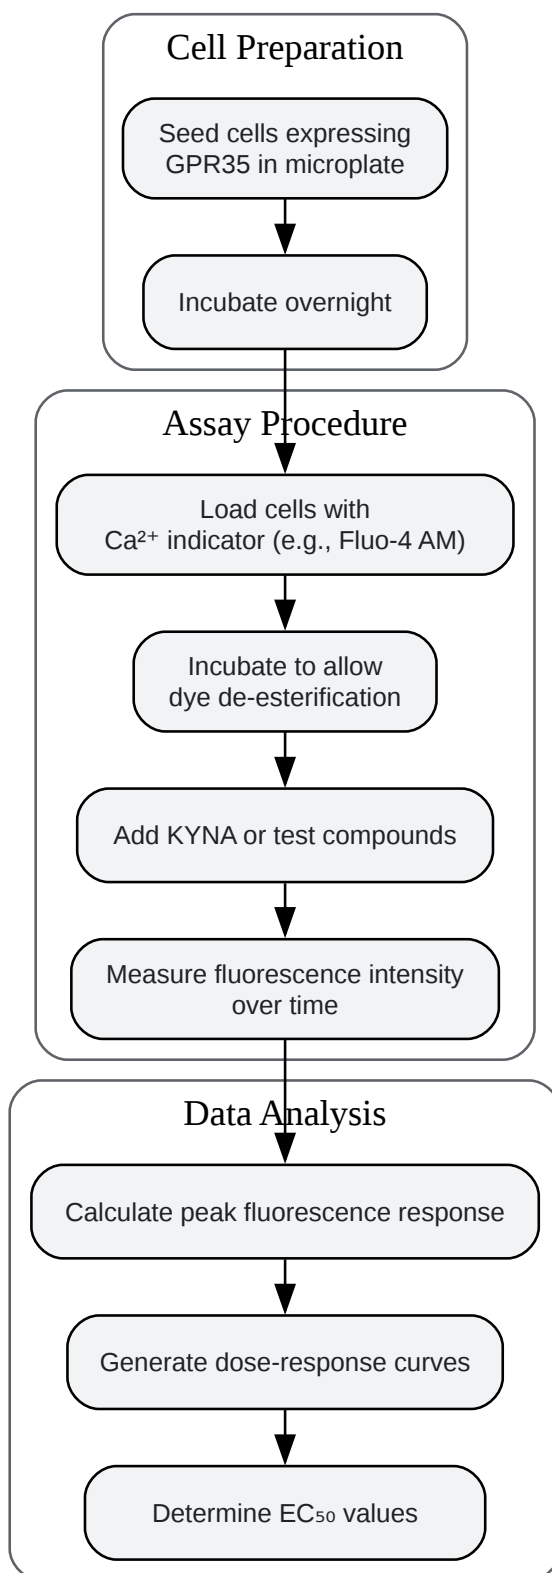 Cell Preparation
Seed cells expressing
GPR35 in microplate
Incubate overnight
Assay Procedure
Load cells with
Ca²⁺ indicator (e.g., Fluo-4 AM)
Incubate to allow
dye de-esterification
Add KYNA or test compounds
Measure fluorescence intensity
over time
Data Analysis
Calculate peak fluorescence response
Generate dose-response curves
Determine EC₅₀ values